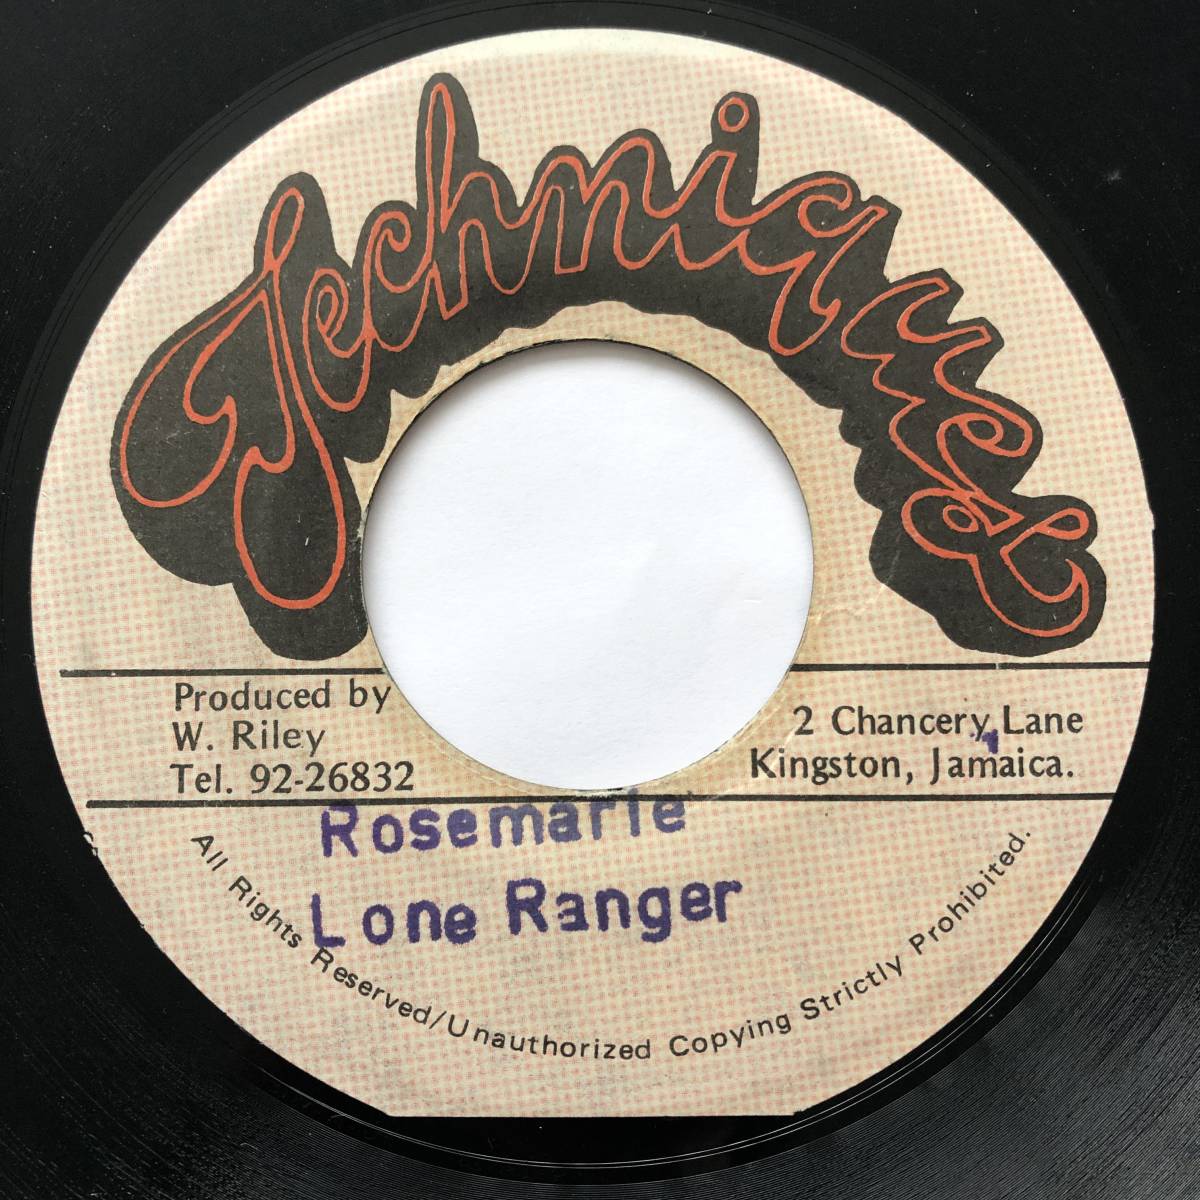 Techniques
Produced by
W. Riley
Tel. 92-26832
2 Chancery Lane
Kingston, Jamaica.
Rosemarie
Lone Ranger
All Rights Reserved/Unauthorized Copying Strictly Prohibited.